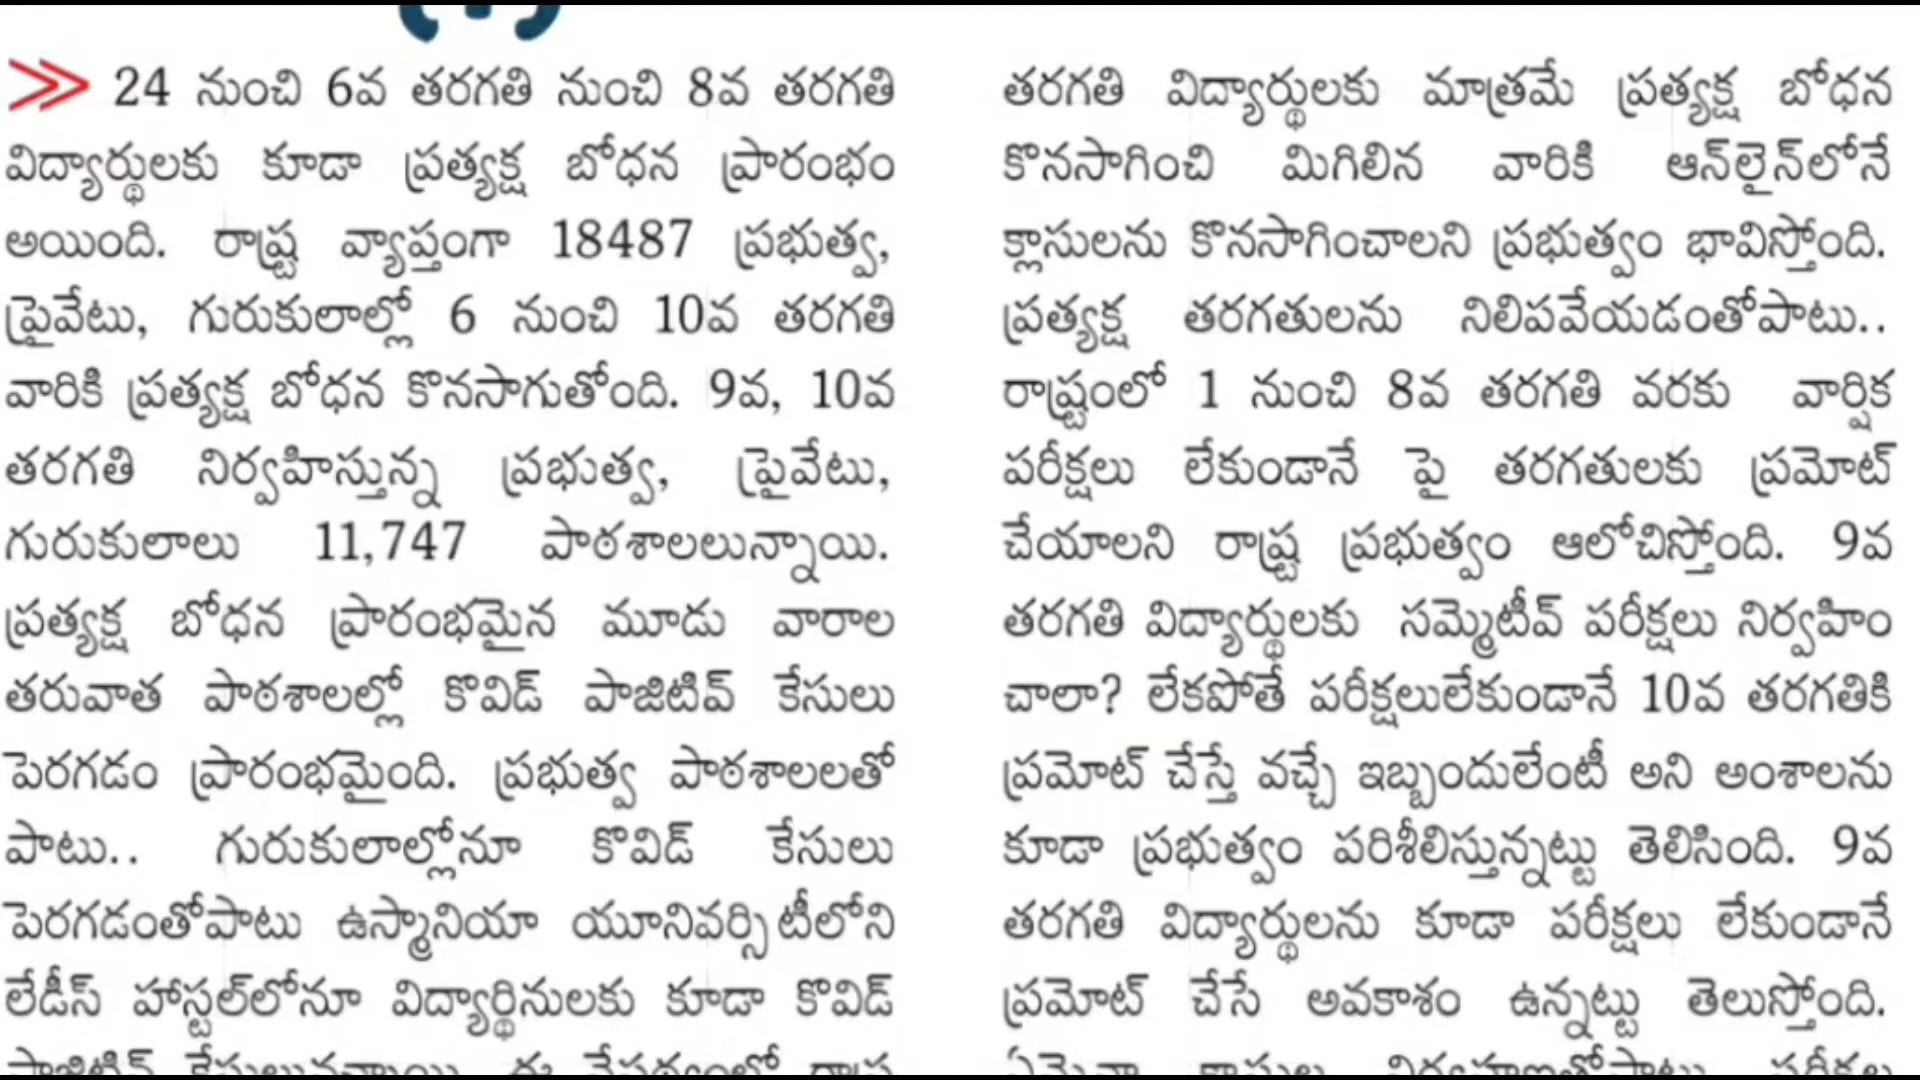 >> 24 నుంచి 6వ తరగతి నుంచి 8వ తరగతి
విద్యార్థులకు కూడా ప్రత్యక్ష బోధన ప్రారంభం
అయింది. రాష్ట్ర వ్యాప్తంగా 18487 ప్రభుత్వ,
ప్రైవేటు, గురుకులాల్లో 6 నుంచి 10వ తరగతి
వారికి ప్రత్యక్ష బోధన కొనసాగుతోంది. 9వ, 10వ
తరగతి నిర్వహిస్తున్న ప్రభుత్వ, ప్రైవేటు,
గురుకులాలు 11,747 పాఠశాలలున్నాయి.
ప్రత్యక్ష బోధన ప్రారంభమైన మూడు వారాల
తరువాత పాఠశాలల్లో కొవిడ్ పాజిటివ్ కేసులు
పెరగడం ప్రారంభమైంది. ప్రభుత్వ పాఠశాలలతో
పాటు.. గురుకులాల్లోనూ కొవిడ్ కేసులు
పెరగడంతోపాటు ఉస్మానియా యూనివర్సిటీలోని
లేడీస్ హాస్టల్‌లోనూ విద్యార్థినులకు కూడా కొవిడ్
తరగతి విద్యార్థులకు మాత్రమే ప్రత్యక్ష బోధన
కొనసాగించి మిగిలిన వారికి ఆన్‌లైన్‌లోనే
క్లాసులను కొనసాగించాలని ప్రభుత్వం భావిస్తోంది.
ప్రత్యక్ష తరగతులను నిలిపవేయడంతోపాటు..
రాష్ట్రంలో 1 నుంచి 8వ తరగతి వరకు వార్షిక
పరీక్షలు లేకుండానే పై తరగతులకు ప్రమోట్
చేయాలని రాష్ట్ర ప్రభుత్వం ఆలోచిస్తోంది. 9వ
తరగతి విద్యార్థులకు సమ్మెటీవ్ పరీక్షలు నిర్వహిం
చాలా? లేకపోతే పరీక్షలులేకుండానే 10వ తరగతికి
ప్రమోట్ చేస్తే వచ్చే ఇబ్బందులేంటీ అని అంశాలను
కూడా ప్రభుత్వం పరిశీలిస్తున్నట్టు తెలిసింది. 9వ
తరగతి విద్యార్థులను కూడా పరీక్షలు లేకుండానే
ప్రమోట్ చేసే అవకాశం ఉన్నట్టు తెలుస్తోంది.